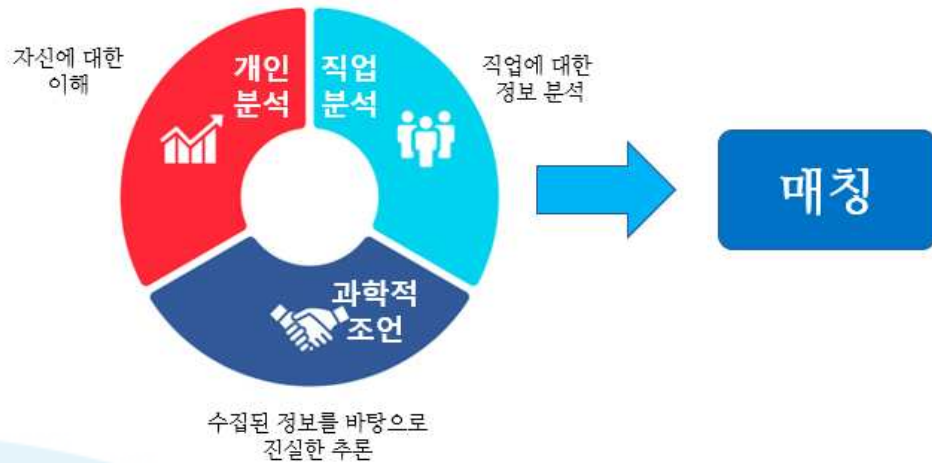 자신에 대한
이해
개인
분석
직업
분석
직업에 대한
정보 분석
매칭
과학적
조언
수집된 정보를 바탕으로
진실한 추론